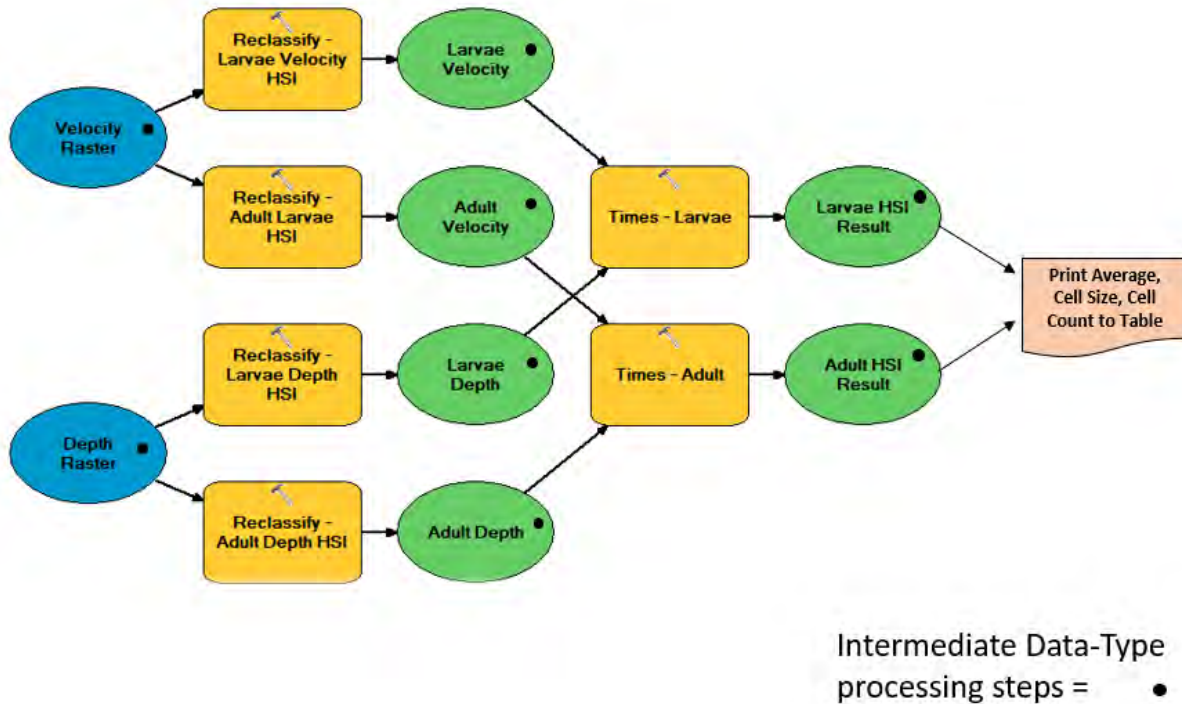 Velocity
Raster
Reclassify -
Larvae Velocity
HSI
Larvae
Velocity
Reclassify -
Adult Larvae
HSI
Adult
Velocity
Times - Larvae
Larvae HSI
Result
Print Average,
Cell Size, Cell
Count to Table
Depth
Raster
Reclassify -
Larvae Depth
HSI
Larvae
Depth
Times - Adult
Adult HSI
Result
Reclassify -
Adult Depth HSI
Adult Depth
Intermediate Data-Type
processing steps = ●